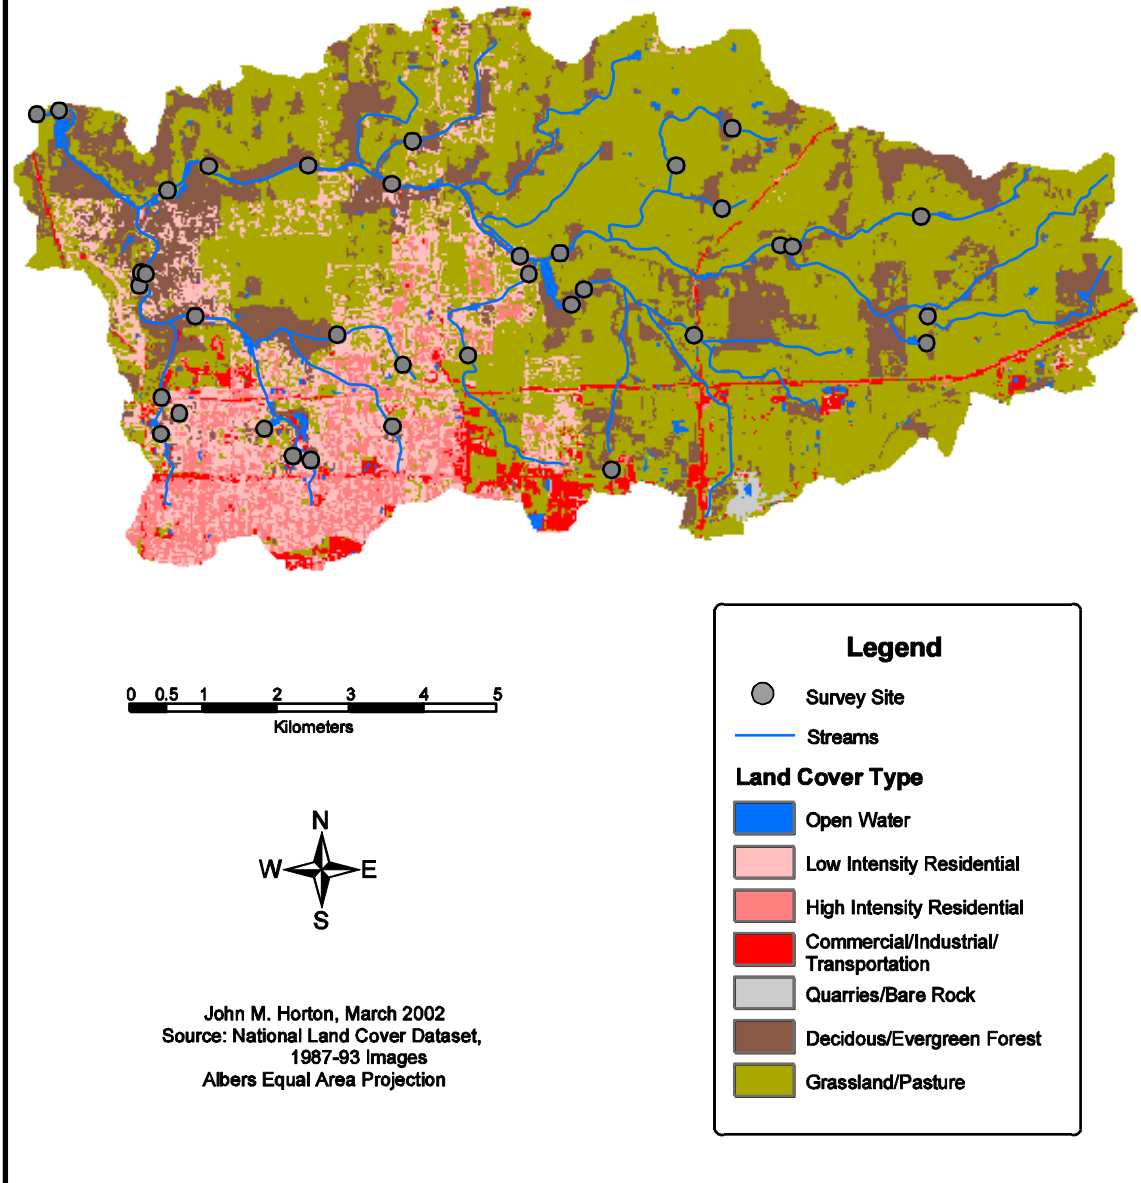 0 0.5 1 2 3 4 5
Kilometers
N
W E
S
John M. Horton, March 2002
Source: National Land Cover Dataset,
1987-93 Images
Albers Equal Area Projection
Legend
Survey Site
Streams
Land Cover Type
Open Water
Low Intensity Residential
High Intensity Residential
Commercial/Industrial/
Transportation
Quarries/Bare Rock
Decidous/Evergreen Forest
Grassland/Pasture